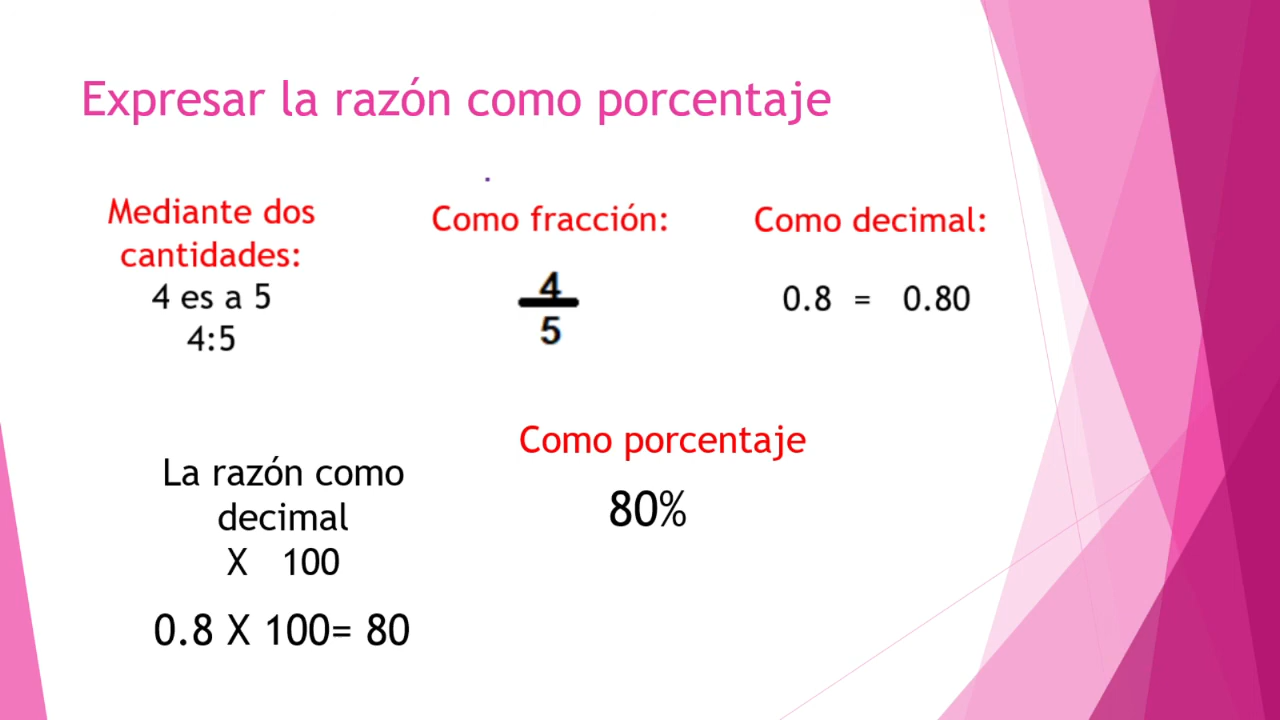 Expresar la razón como porcentaje
Mediante dos
cantidades:
4 es a 5
4:5
Como fracción:
4
5
Como decimal:
0.8 = 0.80
La razón como
decimal
X 100
0.8 X 100= 80
Como porcentaje
80%